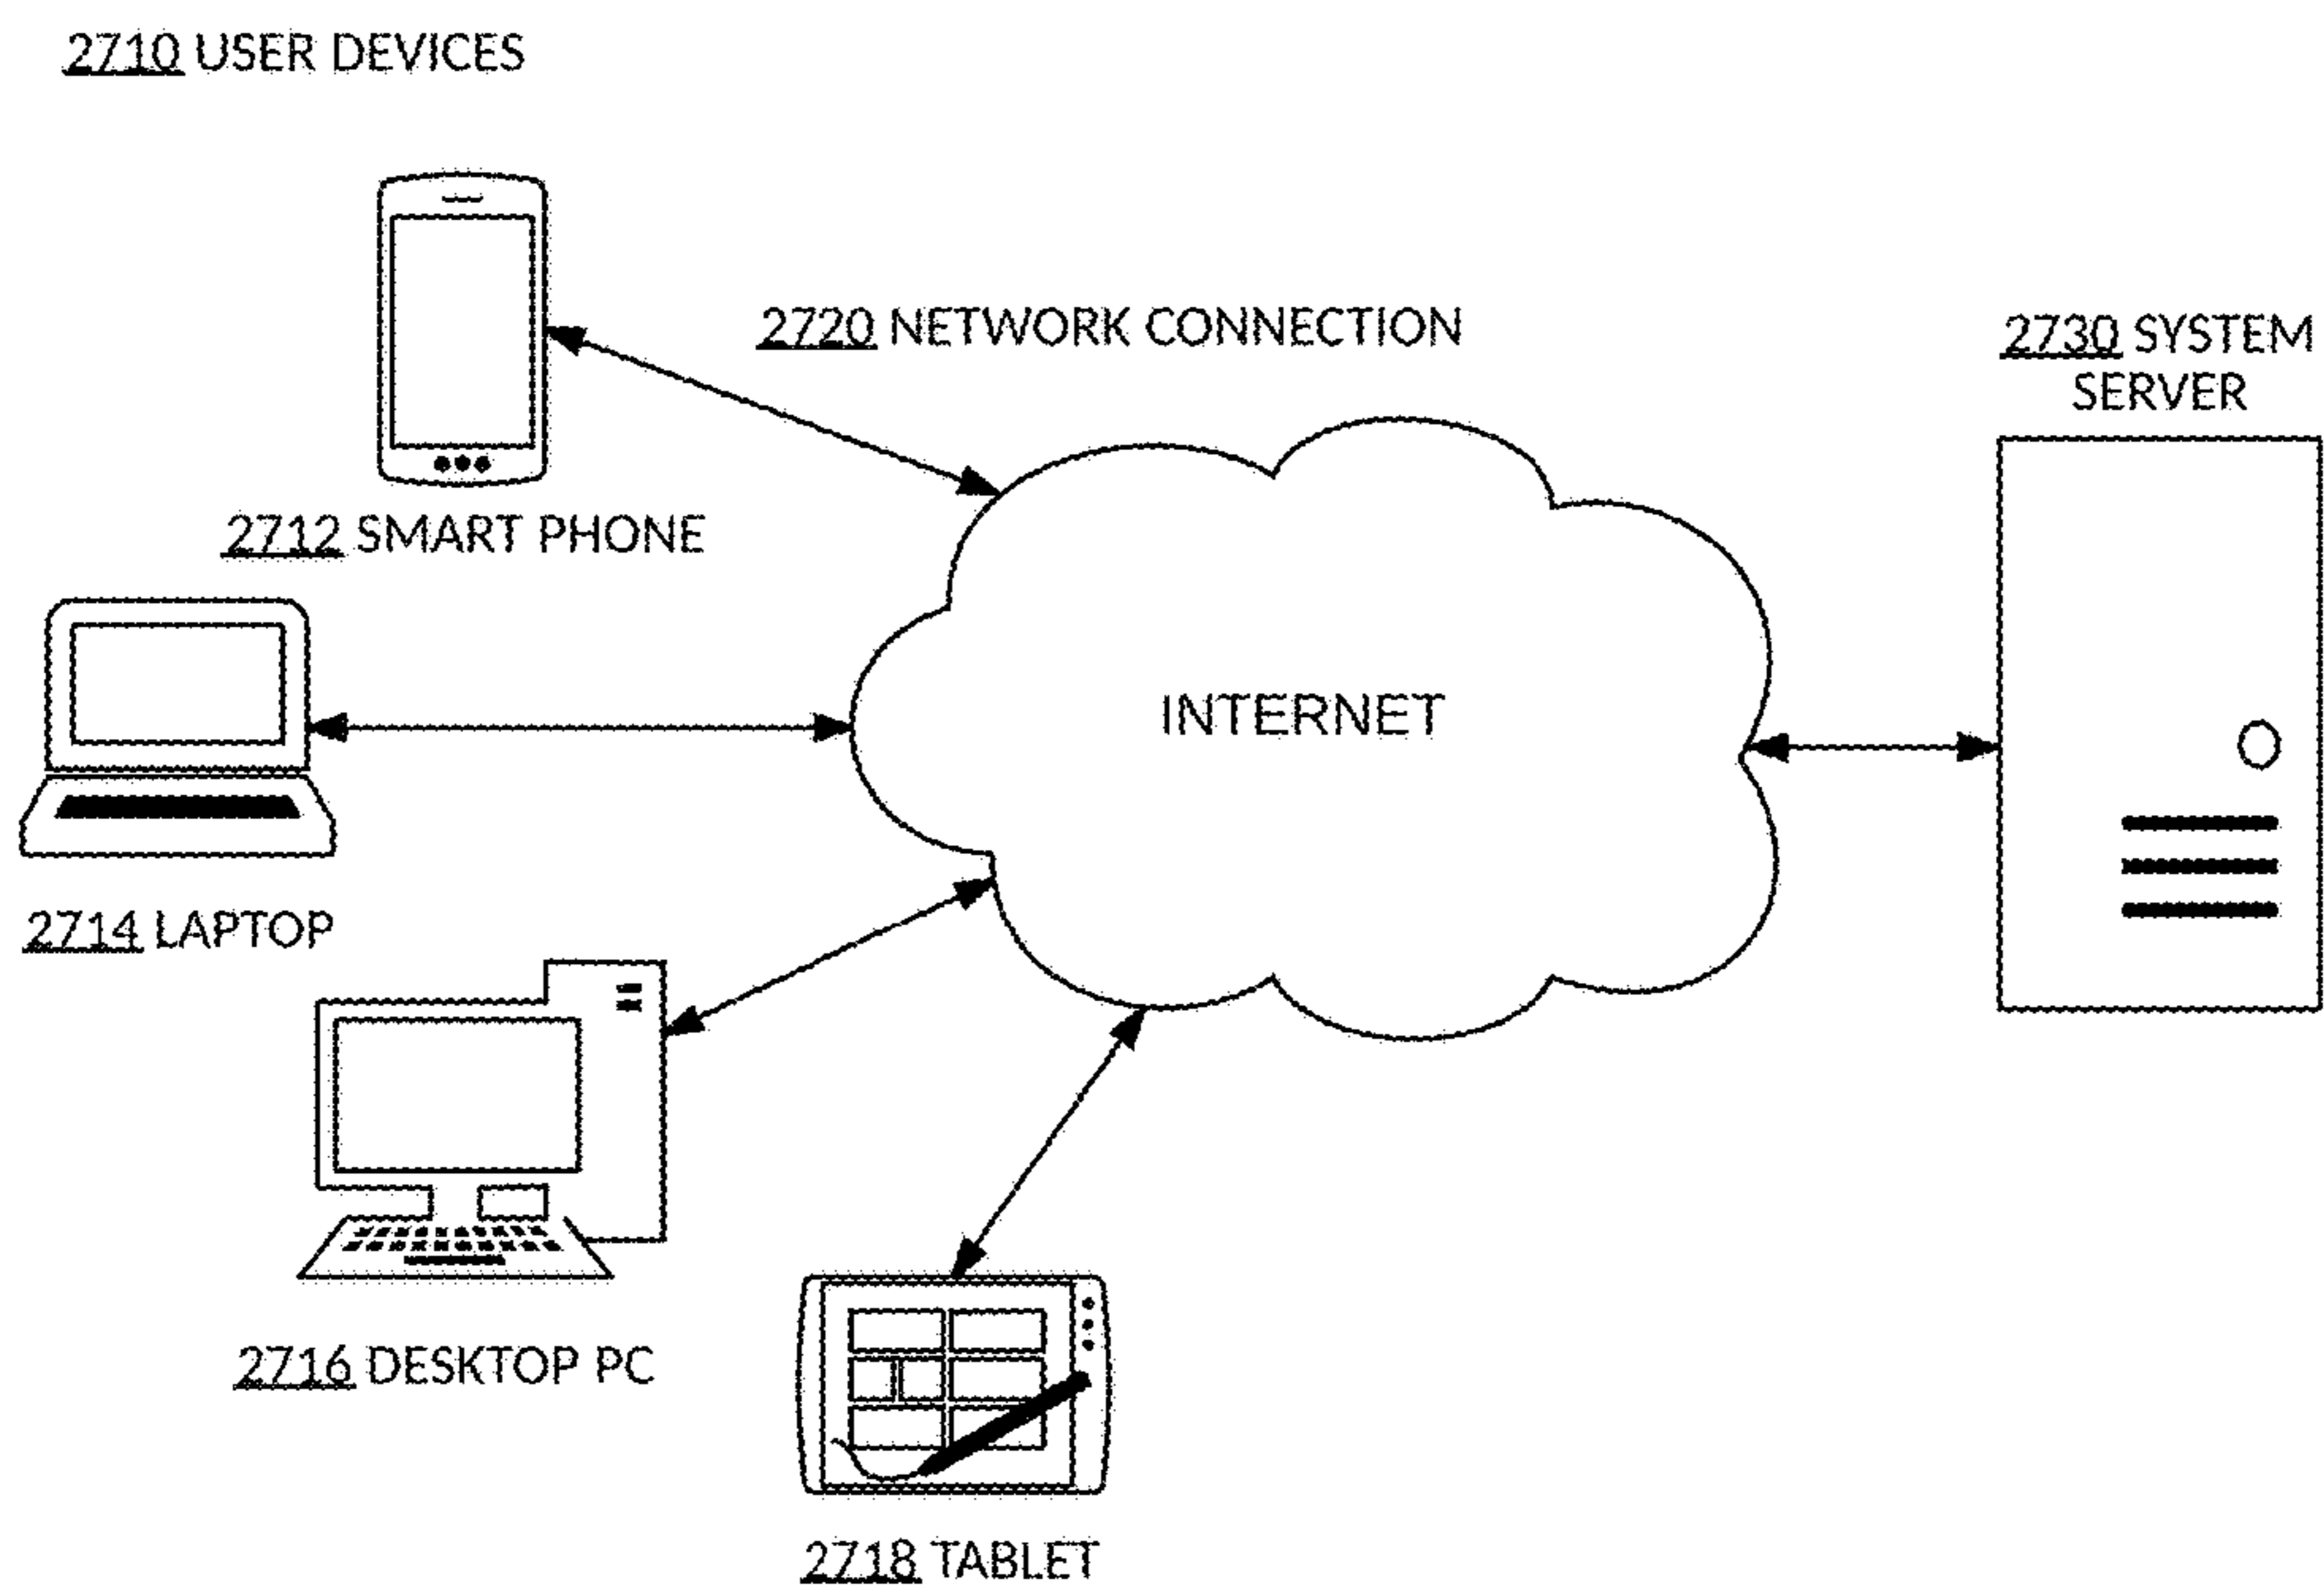 2710 USER DEVICES
2720 NETWORK CONNECTION
2730 SYSTEM
SERVER
2712 SMART PHONE
INTERNET
2714 LAPTOP
2716 DESKTOP PC
2718 TABLET